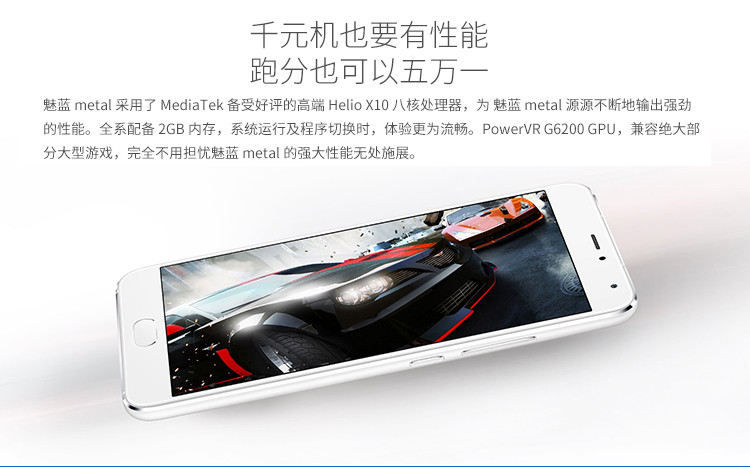 千元机也要有性能
跑分也可以五万一
魅蓝 metal 采用了 MediaTek 备受好评的高端 Helio X10 八核处理器，为 魅蓝 metal 源源不断地输出强劲
的性能。全系配备 2GB 内存，系统运行及程序切换时，体验更为流畅。PowerVR G6200 GPU，兼容绝大部
分大型游戏，完全不用担忧魅蓝 metal 的强大性能无处施展。